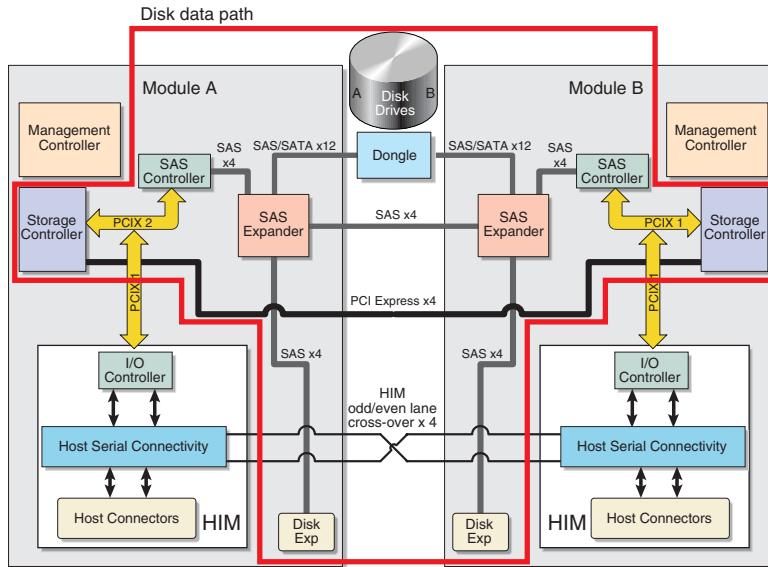 Disk data path
Module A
Module B
A
B
Disk
Drives
Management
Controller
SAS
x4
SAS/SATA x12
Dongle
SAS/SATA x12
SAS
x4
Management
Controller
SAS
Controller
SAS
Controller
Storage
Controller
PCIX 2
SAS
Expander
SAS x4
SAS
Expander
PCIX 1
Storage
Controller
PCIX 1
PCI Express x4
PCIX 1
SAS x4
SAS x4
I/O
Controller
HIM
odd/even lane
cross-over x 4
I/O
Controller
Host Serial Connectivity
Host Serial Connectivity
Host Connectors
HIM
Disk
Exp
Disk
Exp
HIM
Host Connectors